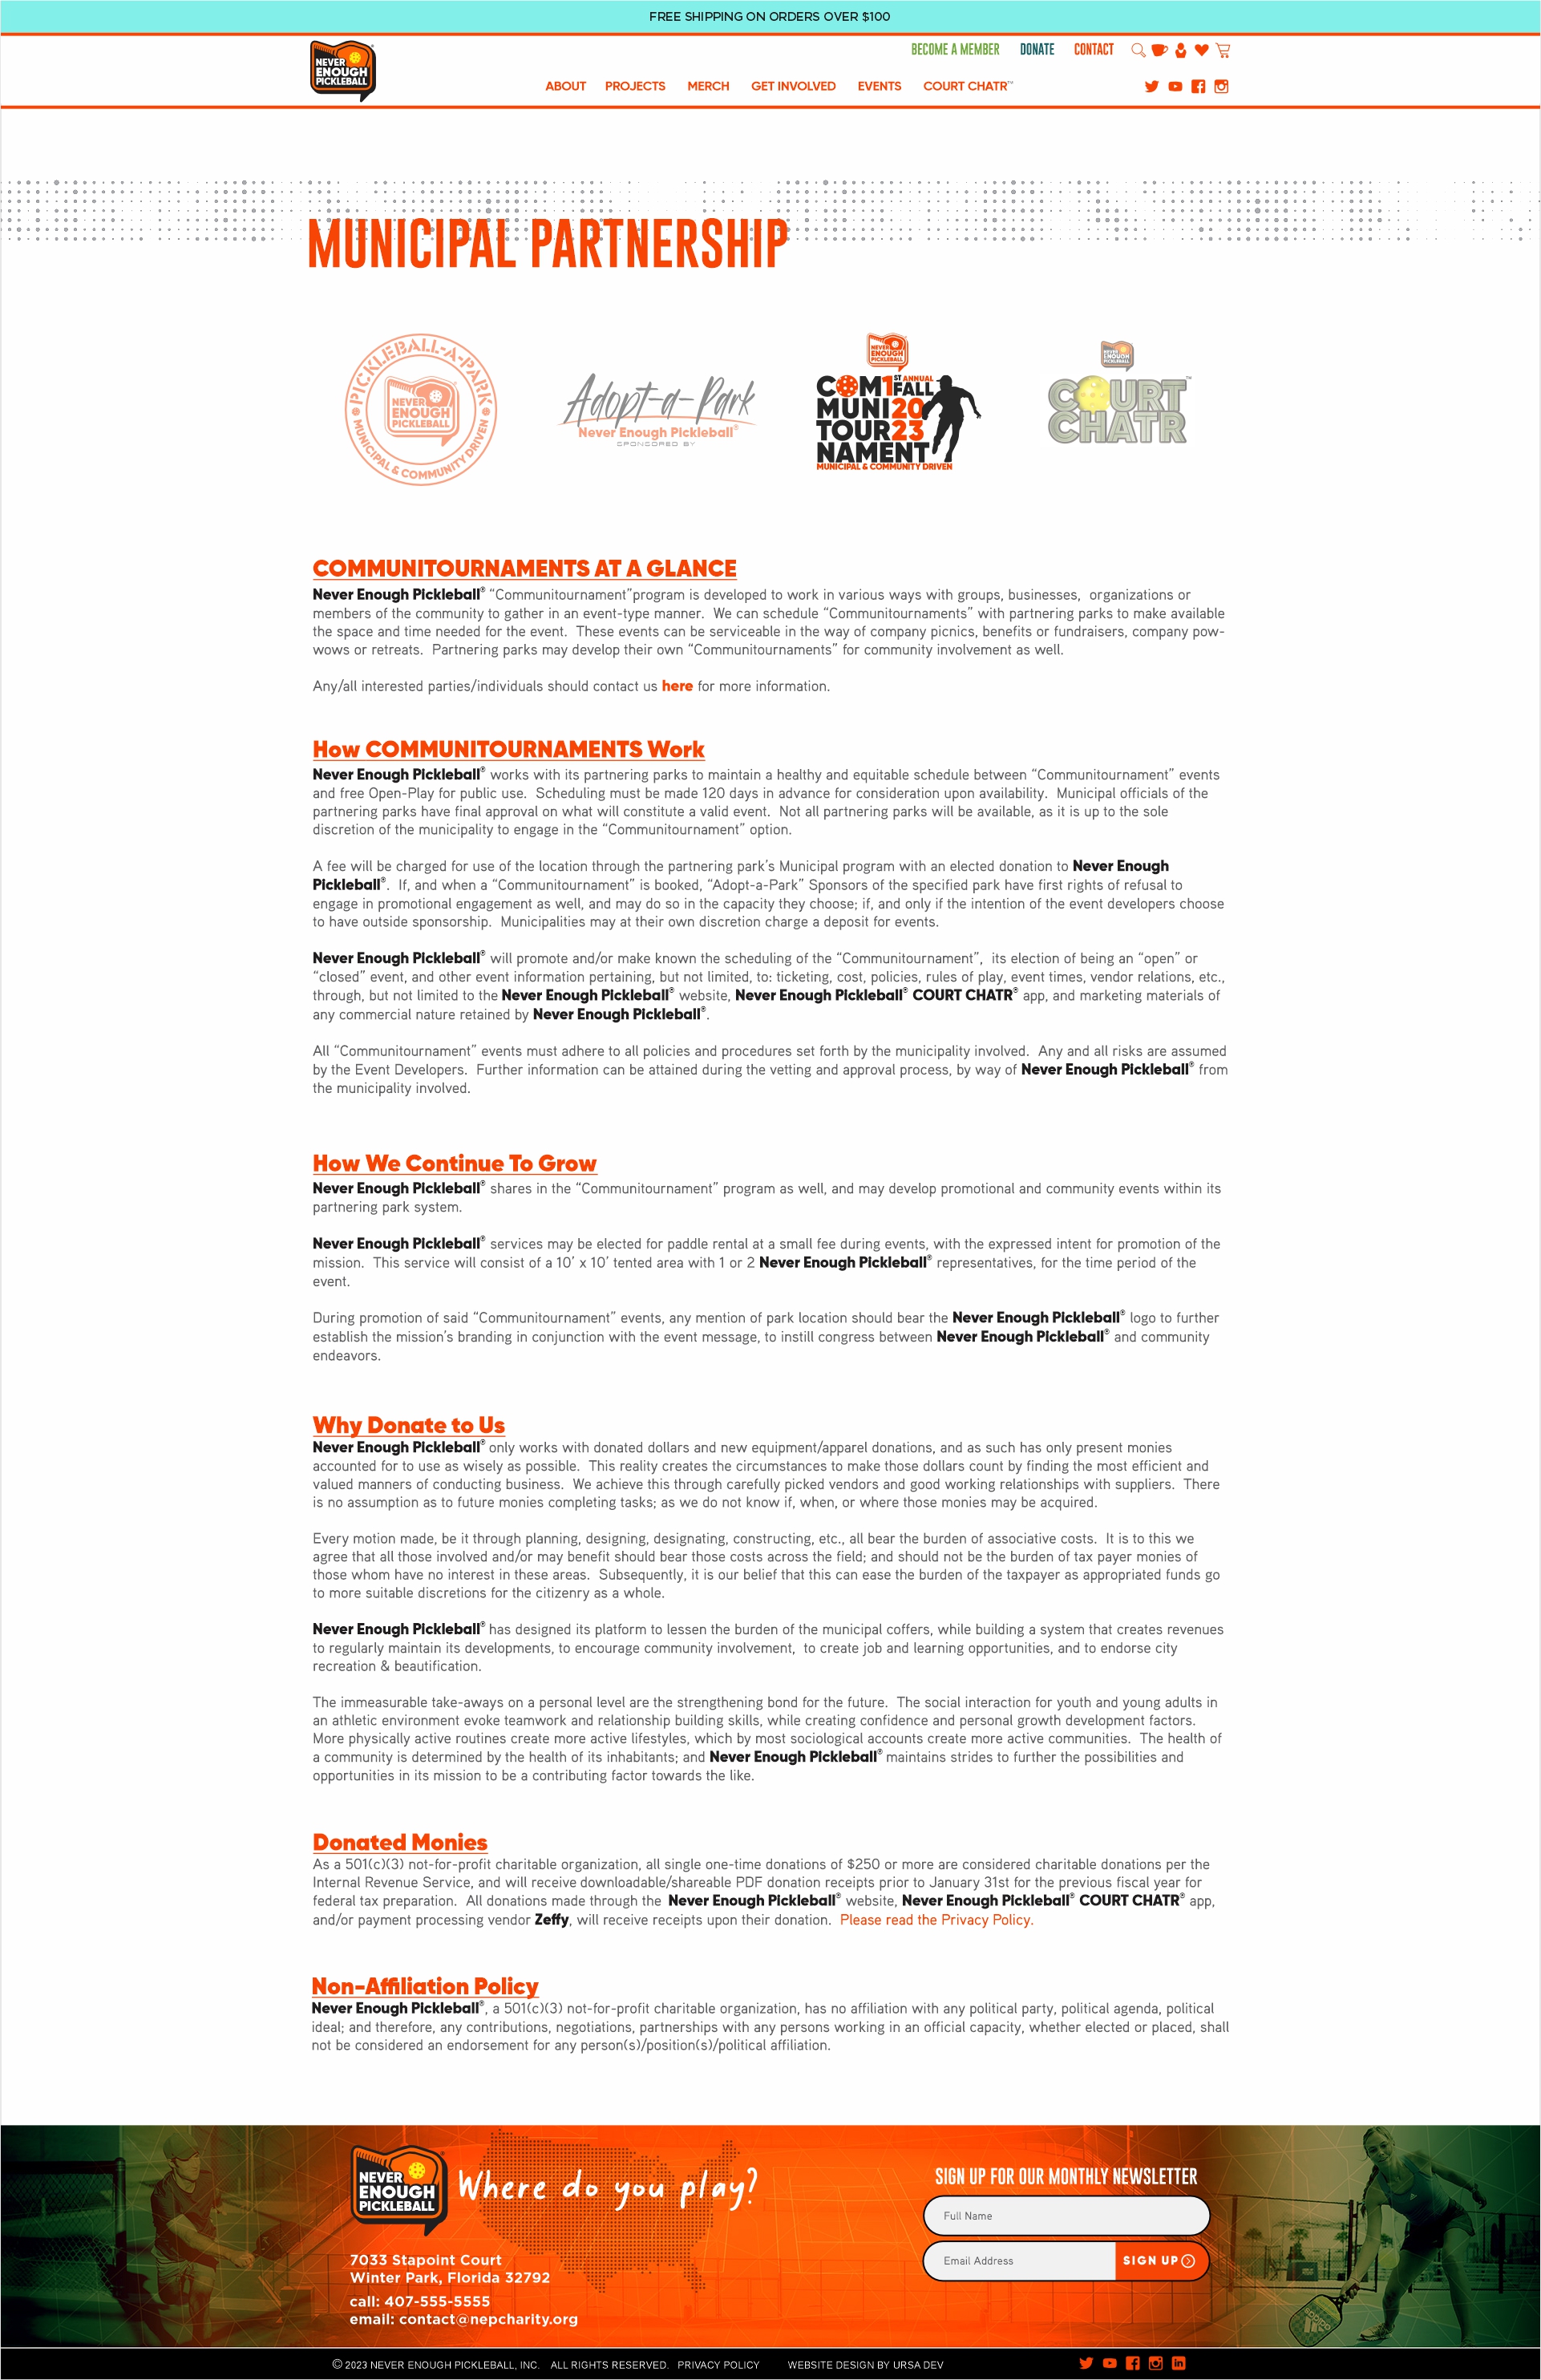 FREE SHIPPING ON ORDERS OVER $100
NEVER ENOUGH PICKLEBALL
BECOME A MEMBER DONATE CONTACT
ABOUT PROJECTS MERCH GET INVOLVED EVENTS COURT CHATR™
MUNICIPAL PARTNERSHIP
PICKLEBALL-A-PARK
NEVER ENOUGH PICKLEBALL
MUNICIPAL & COMMUNITY DRIVEN
Adopt-a-Park
Never Enough Pickleball®
SPONSORED BY
NEVER ENOUGH PICKLEBALL
COM 1ST ANNUAL FALL
MUNI 20
TOUR 23
NAMENT
MUNICIPAL & COMMUNITY DRIVEN
NEVER ENOUGH PICKLEBALL
COURT™
CHATR
COMMUNITOURNAMENTS AT A GLANCE
Never Enough Pickleball® “Communitournament”program is developed to work in various ways with groups, businesses, organizations or
members of the community to gather in an event-type manner. We can schedule “Communitournaments” with partnering parks to make available
the space and time needed for the event. These events can be serviceable in the way of company picnics, benefits or fundraisers, company pow-
wows or retreats. Partnering parks may develop their own “Communitournaments” for community involvement as well.
Any/all interested parties/individuals should contact us here for more information.
How COMMUNITOURNAMENTS Work
Never Enough Pickleball® works with its partnering parks to maintain a healthy and equitable schedule between “Communitournament” events
and free Open-Play for public use. Scheduling must be made 120 days in advance for consideration upon availability. Municipal officials of the
partnering parks have final approval on what will constitute a valid event. Not all partnering parks will be available, as it is up to the sole
discretion of the municipality to engage in the “Communitournament” option.
A fee will be charged for use of the location through the partnering park’s Municipal program with an elected donation to Never Enough
Pickleball®. If, and when a “Communitournament” is booked, “Adopt-a-Park” Sponsors of the specified park have first rights of refusal to
engage in promotional engagement as well, and may do so in the capacity they choose; if, and only if the intention of the event developers choose
to have outside sponsorship. Municipalities may at their own discretion charge a deposit for events.
Never Enough Pickleball® will promote and/or make known the scheduling of the “Communitournament”, its election of being an “open” or
“closed” event, and other event information pertaining, but not limited, to: ticketing, cost, policies, rules of play, event times, vendor relations, etc.,
through, but not limited to the Never Enough Pickleball® website, Never Enough Pickleball® COURT CHATR® app, and marketing materials of
any commercial nature retained by Never Enough Pickleball®.
All “Communitournament” events must adhere to all policies and procedures set forth by the municipality involved. Any and all risks are assumed
by the Event Developers. Further information can be attained during the vetting and approval process, by way of Never Enough Pickleball® from
the municipality involved.
How We Continue To Grow
Never Enough Pickleball® shares in the “Communitournament” program as well, and may develop promotional and community events within its
partnering park system.
Never Enough Pickleball® services may be elected for paddle rental at a small fee during events, with the expressed intent for promotion of the
mission. This service will consist of a 10’ x 10’ tented area with 1 or 2 Never Enough Pickleball® representatives, for the time period of the
event.
During promotion of said “Communitournament” events, any mention of park location should bear the Never Enough Pickleball® logo to further
establish the mission’s branding in conjunction with the event message, to instill congress between Never Enough Pickleball® and community
endeavors.
Why Donate to Us
Never Enough Pickleball® only works with donated dollars and new equipment/apparel donations, and as such has only present monies
accounted for to use as wisely as possible. This reality creates the circumstances to make those dollars count by finding the most efficient and
valued manners of conducting business. We achieve this through carefully picked vendors and good working relationships with suppliers. There
is no assumption as to future monies completing tasks; as we do not know if, when, or where those monies may be acquired.
Every motion made, be it through planning, designing, designating, constructing, etc., all bear the burden of associative costs. It is to this we
agree that all those involved and/or may benefit should bear those costs across the field; and should not be the burden of tax payer monies of
those whom have no interest in these areas. Subsequently, it is our belief that this can ease the burden of the taxpayer as appropriated funds go
to more suitable discretions for the citizenry as a whole.
Never Enough Pickleball® has designed its platform to lessen the burden of the municipal coffers, while building a system that creates revenues
to regularly maintain its developments, to encourage community involvement, to create job and learning opportunities, and to endorse city
recreation & beautification.
The immeasurable take-aways on a personal level are the strengthening bond for the future. The social interaction for youth and young adults in
an athletic environment evoke teamwork and relationship building skills, while creating confidence and personal growth development factors.
More physically active routines create more active lifestyles, which by most sociological accounts create more active communities. The health of
a community is determined by the health of its inhabitants; and Never Enough Pickleball® maintains strides to further the possibilities and
opportunities in its mission to be a contributing factor towards the like.
Donated Monies
As a 501(c)(3) not-for-profit charitable organization, all single one-time donations of $250 or more are considered charitable donations per the
Internal Revenue Service, and will receive downloadable/shareable PDF donation receipts prior to January 31st for the previous fiscal year for
federal tax preparation. All donations made through the Never Enough Pickleball® website, Never Enough Pickleball® COURT CHATR® app,
and/or payment processing vendor Zeffy, will receive receipts upon their donation. Please read the Privacy Policy.
Non-Affiliation Policy
Never Enough Pickleball®, a 501(c)(3) not-for-profit charitable organization, has no affiliation with any political party, political agenda, political
ideal; and therefore, any contributions, negotiations, partnerships with any persons working in an official capacity, whether elected or placed, shall
not be considered an endorsement for any person(s)/position(s)/political affiliation.
NEVER ENOUGH PICKLEBALL
Where do you play?
7033 Stapoint Court
Winter Park, Florida 32792
call: 407-555-5555
email: contact@nepcharity.org
SIGN UP FOR OUR MONTHLY NEWSLETTER
Full Name
Email Address SIGN UP
© 2023 NEVER ENOUGH PICKLEBALL, INC. ALL RIGHTS RESERVED. PRIVACY POLICY WEBSITE DESIGN BY URSA DEV